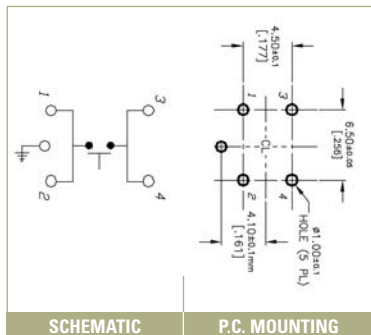 1
3
2
4
4.50±0.1
[.177]
1
3
CL
6.50±0.05
[.256]
2
4
4.10±0.1mm
[.161]
ø1.00±0.1
HOLE (5 PL)
SCHEMATIC
P.C. MOUNTING